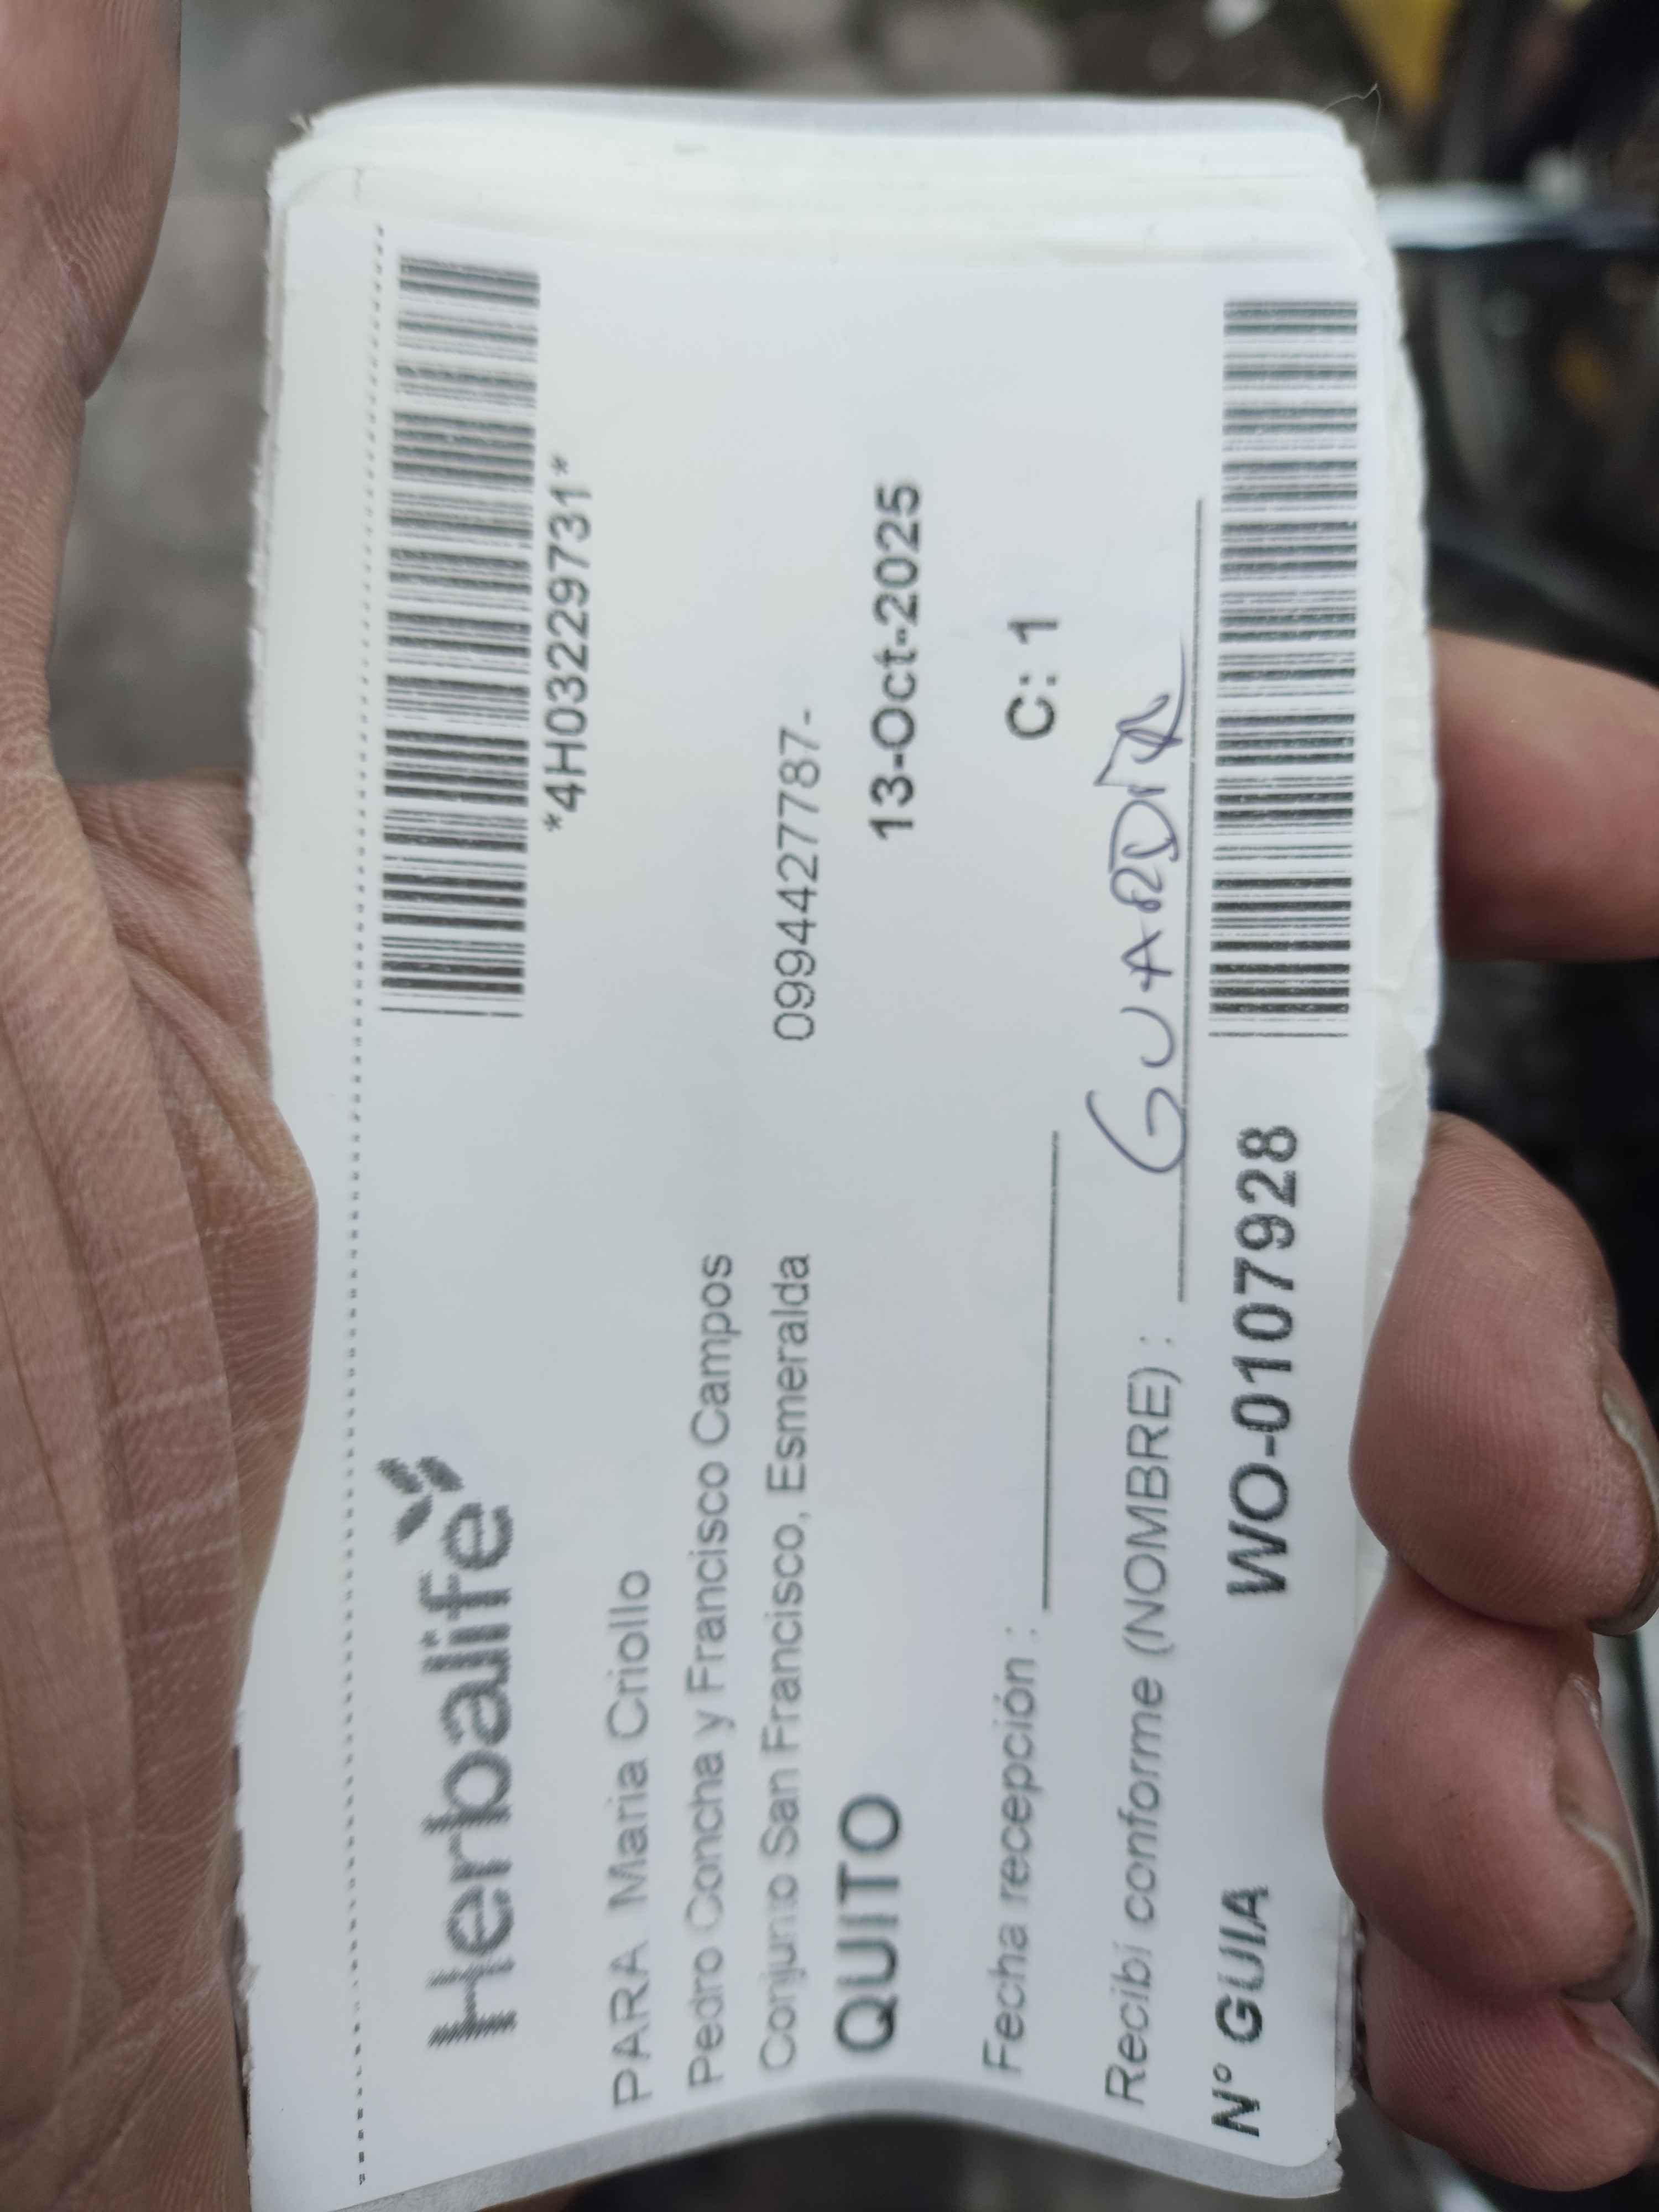 Herbalife
*4H03229731*
PARA Maria Criollo
Pedro Concha y Francisco Campos
Conjunto San Francisco, Esmeralda 0994427787-
QUITO 13-Oct-2025
Fecha recepción : C: 1
Recibí conforme (NOMBRE) : GUARDIA
N° GUIA WO-0107928